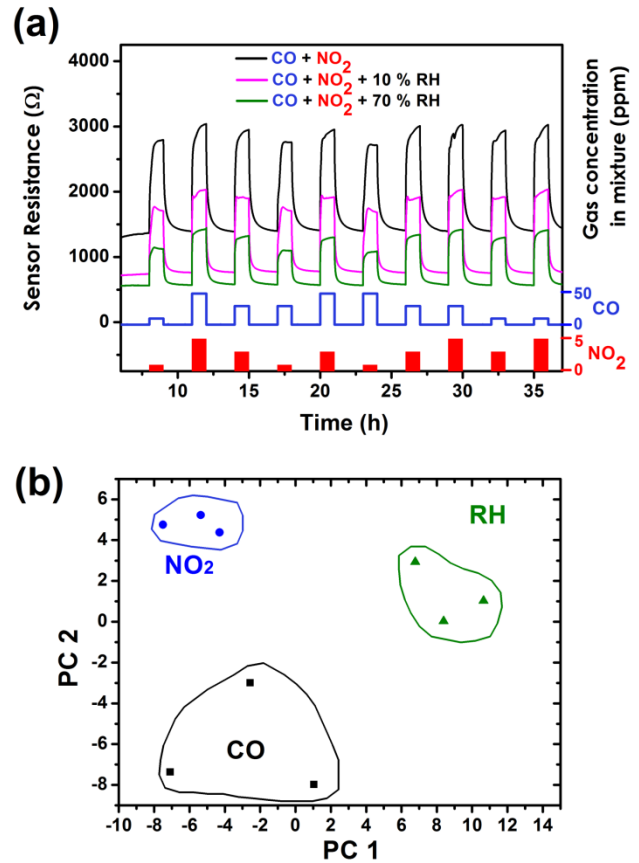 (a)
CO + NO2
CO + NO2 + 10 % RH
CO + NO2 + 70 % RH
Sensor Resistance (Ω)
4000
3000
2000
1000
0
Gas concentration
in mixture (ppm)
50
0
CO
5
0
NO2
10 15 20 25 30 35
Time (h)
(b)
PC 2
6
4
2
0
-2
-4
-6
-8
NO2
RH
CO
-10 -8 -6 -4 -2 0 2 4 6 8 10 12 14
PC 1